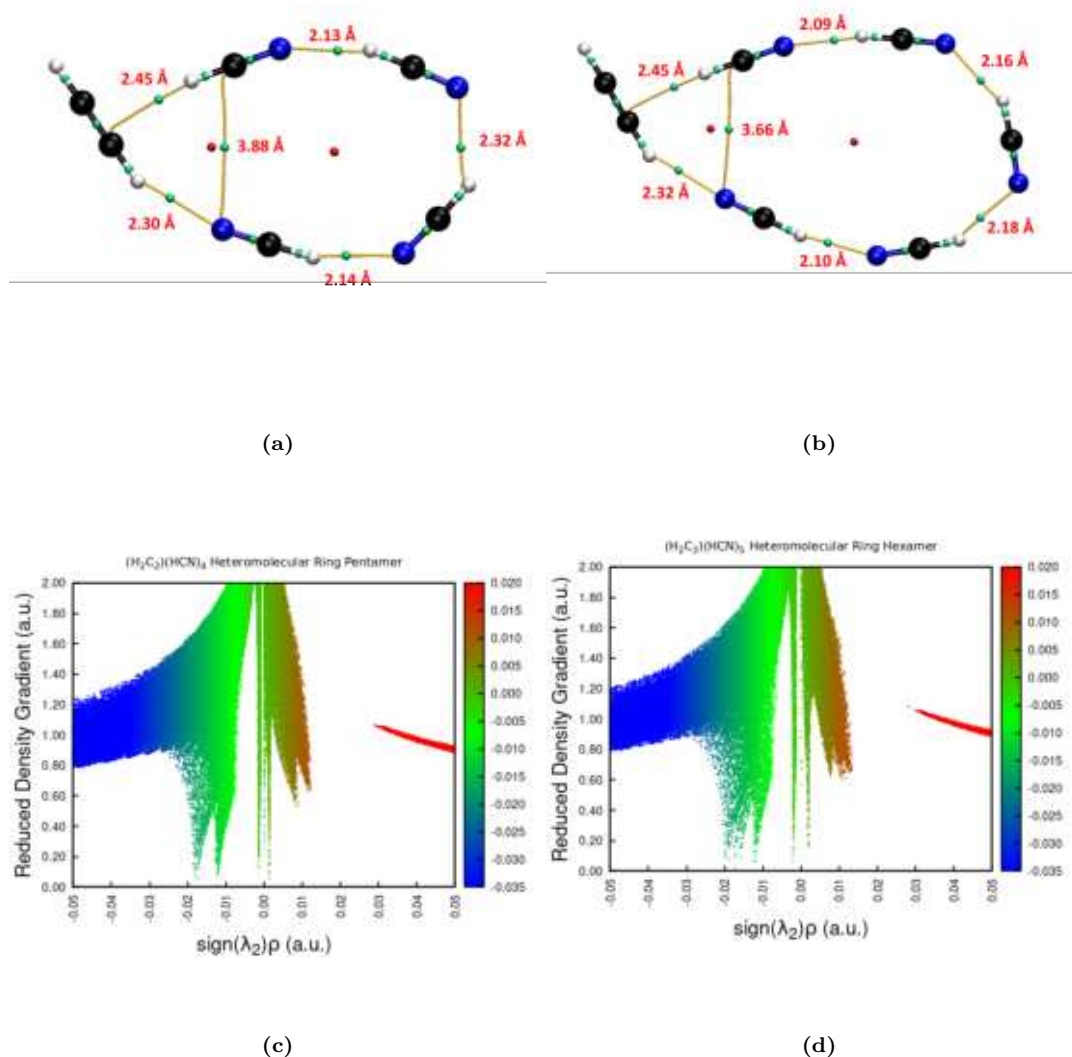 2.13 Å
2.45 Å
3.88 Å
2.32 Å
2.30 Å
2.14 Å
2.09 Å
2.45 Å
2.16 Å
3.66 Å
2.32 Å
2.18 Å
2.10 Å
(a)
(b)
(H₂C₂)(HCN)₄ Heteromolecular Ring Pentamer
Reduced Density Gradient (a.u.)
2.00
1.80
1.60
1.40
1.20
1.00
0.80
0.60
0.40
0.20
0.00
-0.05
-0.04
-0.03
-0.02
-0.01
0.00
0.01
0.02
0.03
0.04
0.05
sign(λ₂)ρ (a.u.)
0.020
0.015
0.010
0.005
0.000
-0.005
-0.010
-0.015
-0.020
-0.025
-0.030
-0.035
(H₂C₂)(HCN)₅ Heteromolecular Ring Hexamer
Reduced Density Gradient (a.u.)
2.00
1.80
1.60
1.40
1.20
1.00
0.80
0.60
0.40
0.20
0.00
-0.05
-0.04
-0.03
-0.02
-0.01
0.00
0.01
0.02
0.03
0.04
0.05
sign(λ₂)ρ (a.u.)
0.020
0.015
0.010
0.005
0.000
-0.005
-0.010
-0.015
-0.020
-0.025
-0.030
-0.035
(c)
(d)